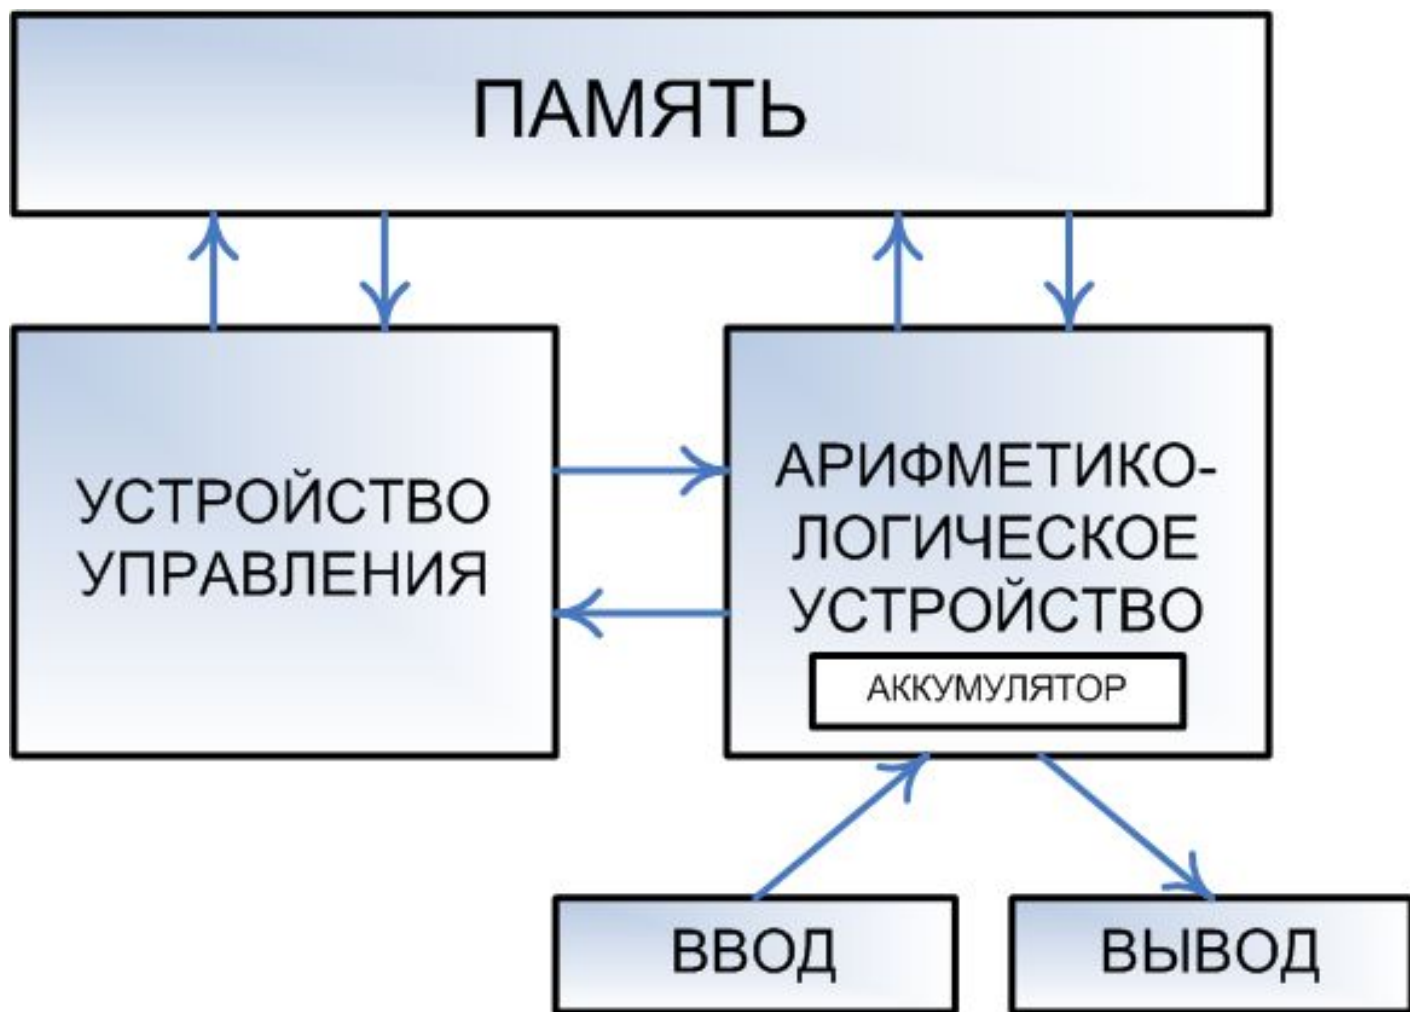 ПАМЯТЬ
УСТРОЙСТВО
УПРАВЛЕНИЯ
АРИФМЕТИКО-
ЛОГИЧЕСКОЕ
УСТРОЙСТВО
АККУМУЛЯТОР
ВВОД
ВЫВОД